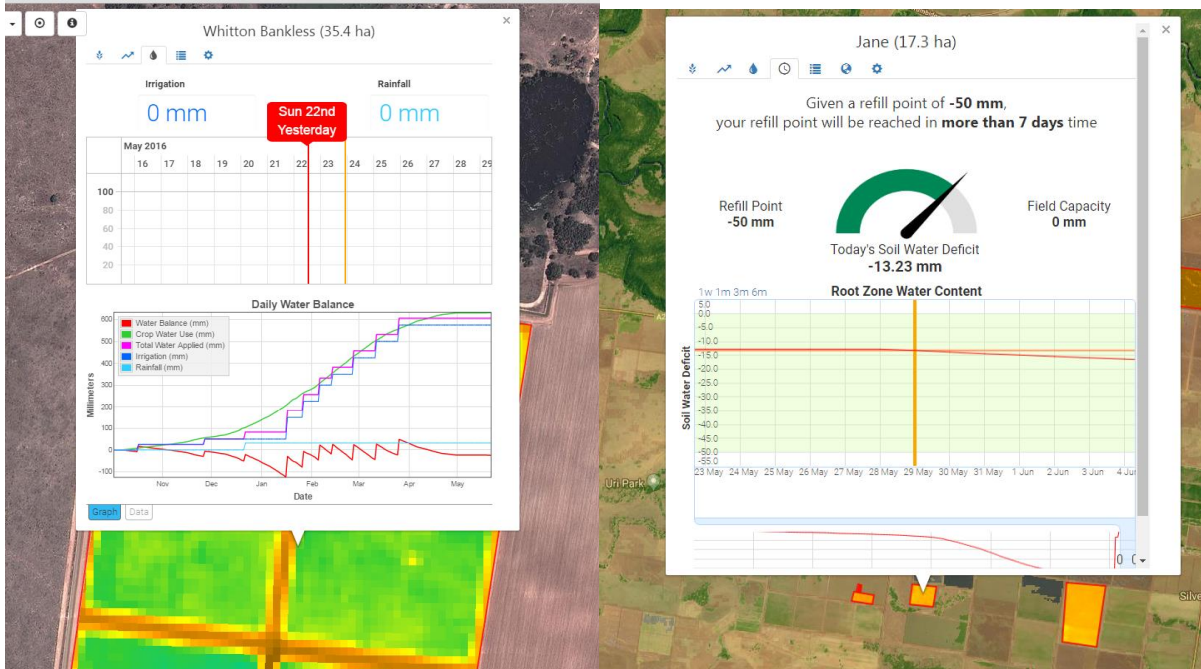 Whitton Bankless (35.4 ha)
×
Irrigation
Rainfall
0 mm
0 mm
Sun 22nd
Yesterday
May 2016
16 17 18 19 20 21 22 23 24 25 26 27 28 29
100
80
60
40
20
Daily Water Balance
Water Balance (mm)
Crop Water Use (mm)
Total Water Applied (mm)
Irrigation (mm)
Rainfall (mm)
600
500
400
300
200
100
0
-100
Millimeters
Nov Dec Jan Feb Mar Apr May
Date
Graph Data
Jane (17.3 ha)
×
Given a refill point of -50 mm,
your refill point will be reached in more than 7 days time
Refill Point
-50 mm
Field Capacity
0 mm
Today's Soil Water Deficit
-13.23 mm
1w 1m 3m 6m
Root Zone Water Content
Soil Water Deficit
5.0
0.0
-5.0
-10.0
-15.0
-20.0
-25.0
-30.0
-35.0
-40.0
-45.0
-50.0
-55.0
23 May 24 May 25 May 26 May 27 May 28 May 29 May 30 May 31 May 1 Jun 2 Jun 3 Jun 4 Jun
Uri Park
Silve